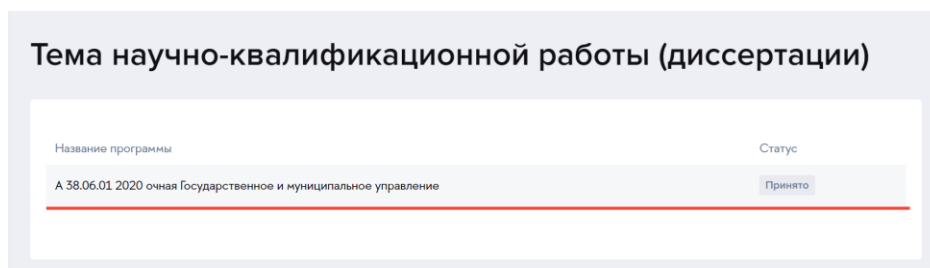 Тема научно-квалификационной работы (диссертации)
Название программы Статус
А 38.06.01 2020 очная Государственное и муниципальное управление Принято